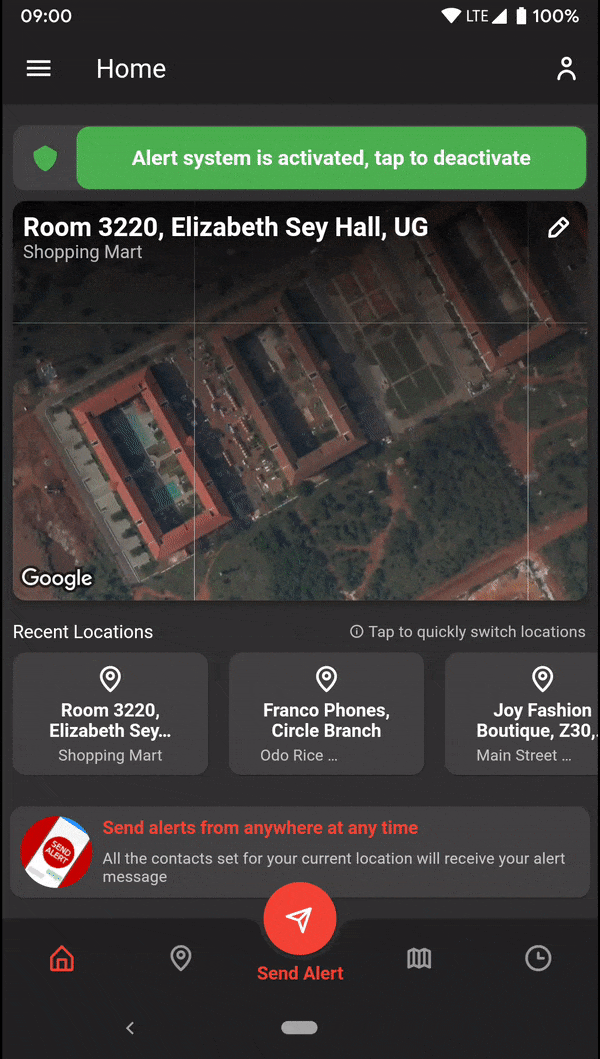 09:00
LTE
100%
Home
Alert system is activated, tap to deactivate
Room 3220, Elizabeth Sey Hall, UG
Shopping Mart
Google
Recent Locations
Tap to quickly switch locations
Room 3220,
Elizabeth Sey...
Shopping Mart
Franco Phones,
Circle Branch
Odo Rice ...
Joy Fashion
Boutique, Z30,.
Main Street ...
SEND
ALERT
Send alerts from anywhere at any time
All the contacts set for your current location will receive your alert
message
Send Alert